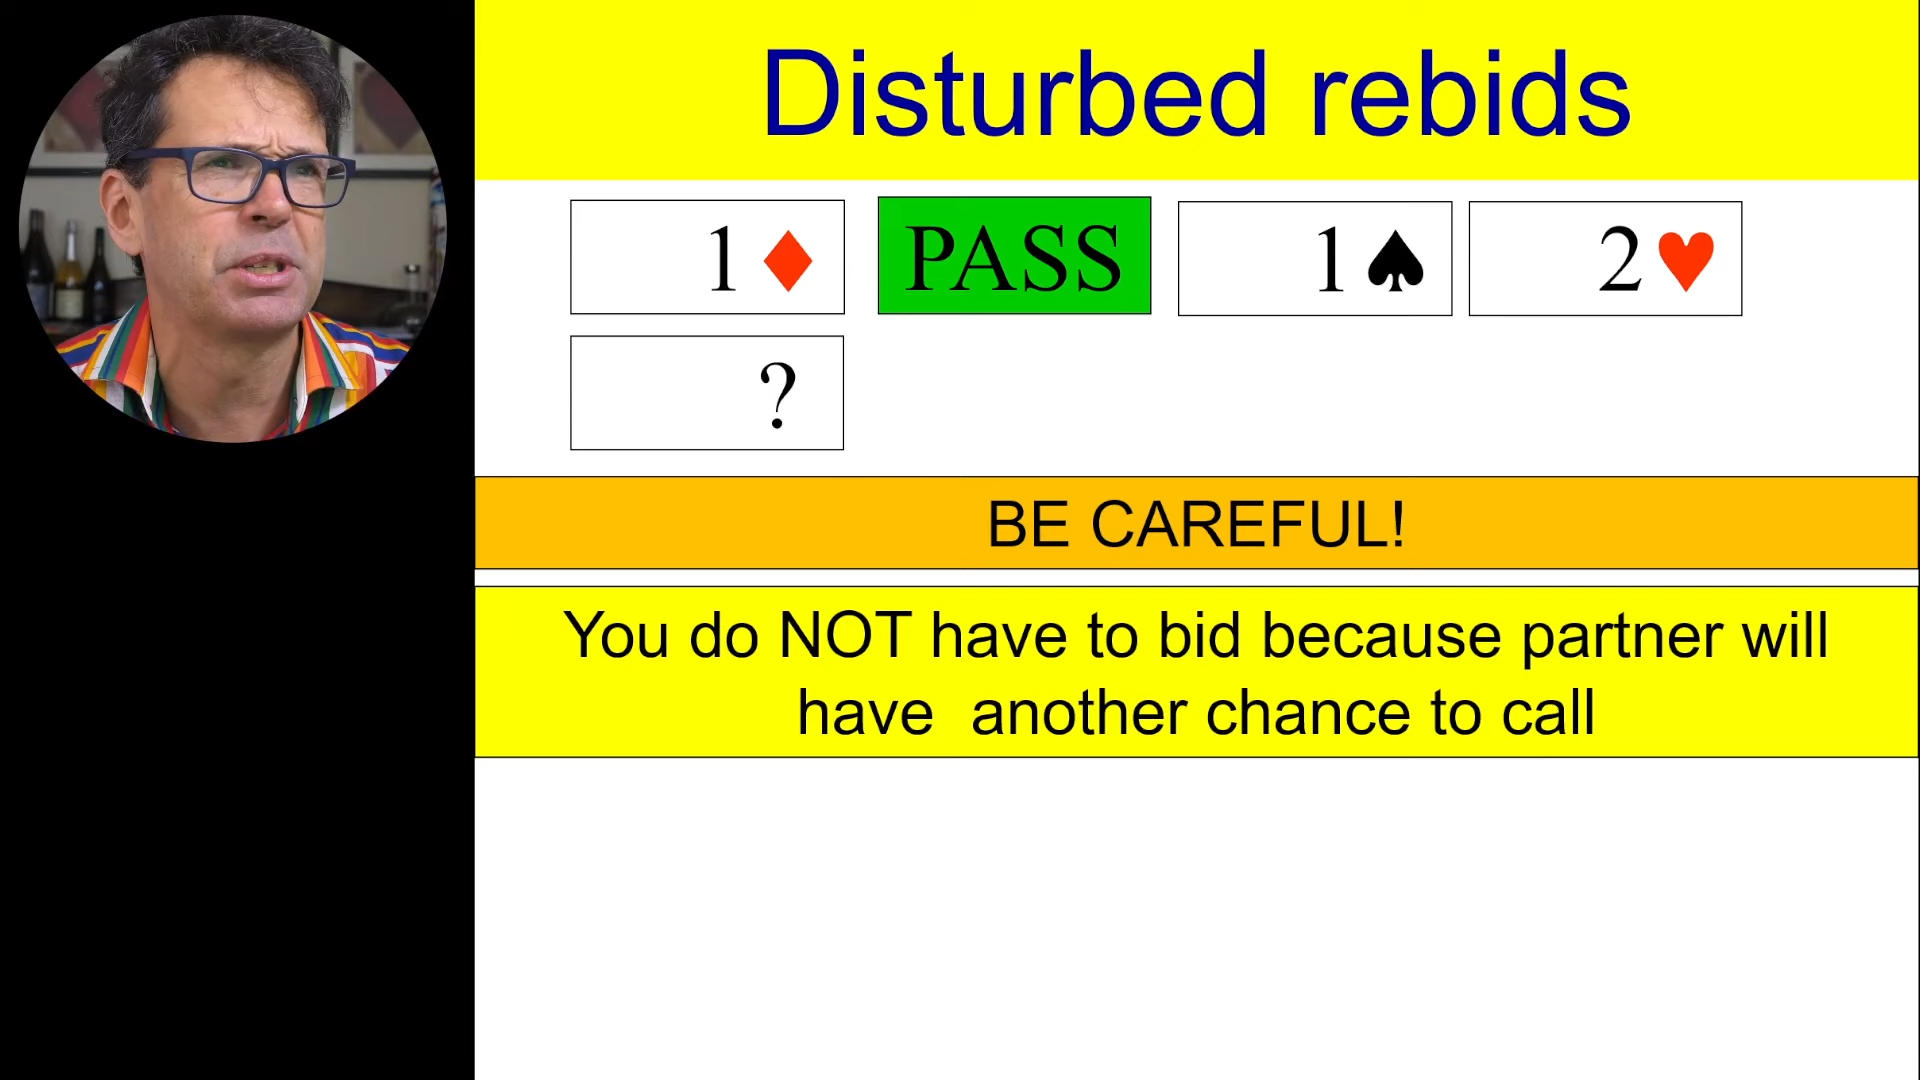 Disturbed rebids
1♦ PASS 1♠ 2♥
?
BE CAREFUL!
You do NOT have to bid because partner will
have  another chance to call